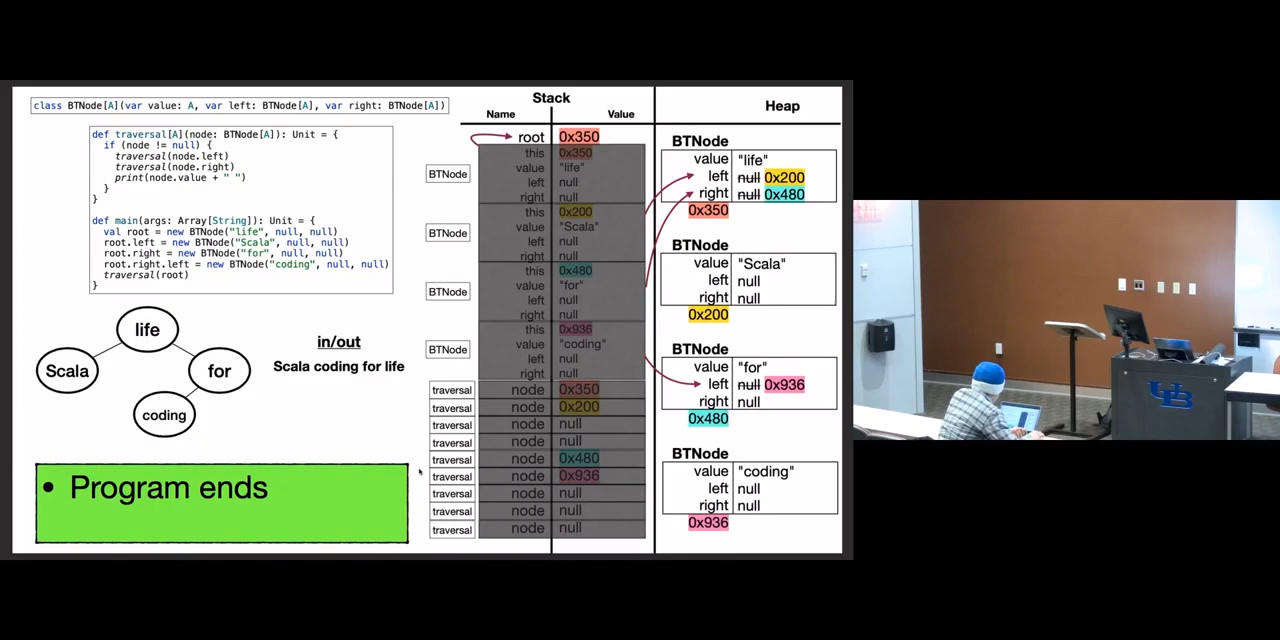 class BTNode[A](var value: A, var left: BTNode[A], var right: BTNode[A])
def traversal[A](node: BTNode[A]): Unit = {
if (node != null) {
traversal(node.left)
traversal(node.right)
print(node.value + " ")
}
}
def main(args: Array[String]): Unit = {
val root = new BTNode("life", null, null)
root.left = new BTNode("Scala", null, null)
root.right = new BTNode("for", null, null)
root.right.left = new BTNode("coding", null, null)
traversal(root)
}
life
Scala
for
coding
in/out
Scala coding for life
• Program ends
Stack
Name Value
root 0x350
BTNode
this 0x350
value "life"
left null
right null
BTNode
this 0x200
value "Scala"
left null
right null
BTNode
this 0x480
value "for"
left null
right null
BTNode
this 0x936
value "coding"
left null
right null
traversal node 0x350
traversal node 0x200
traversal node null
traversal node null
traversal node 0x480
traversal node 0x936
traversal node null
traversal node null
traversal node null
Heap
BTNode
value "life"
left null 0x200
right null 0x480
0x350
BTNode
value "Scala"
left null
right null
0x200
BTNode
value "for"
left null 0x936
right null
0x480
BTNode
value "coding"
left null
right null
0x936
UB